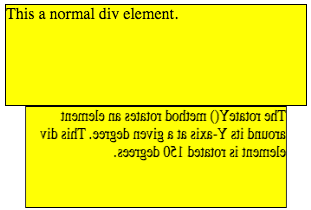 This a normal div element.
The rotateY() method rotates an element
around its Y-axis at a given degree. This div
element is rotated 150 degrees.